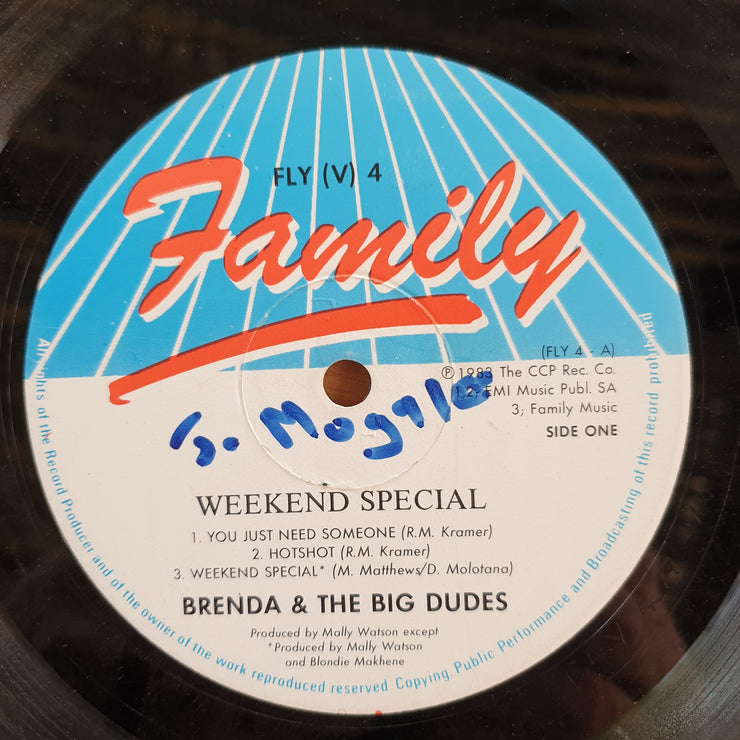 FLY (V) 4
Family
(FLY 4 - A)
℗ 1983 The CCP Rec. Co.
1,2; EMI Music Publ. SA
3; Family Music
SIDE ONE
WEEKEND SPECIAL
1. YOU JUST NEED SOMEONE (R.M. Kramer)
2. HOTSHOT (R.M. Kramer)
3. WEEKEND SPECIAL* (M. Matthews/D. Molotana)
BRENDA & THE BIG DUDES
Produced by Mally Watson except
*Produced by Mally Watson
and Blondie Makhene
All rights of the Record Producer and of the owner of the work reproduced reserved Copying, Public Performance and Broadcasting of this record prohibited